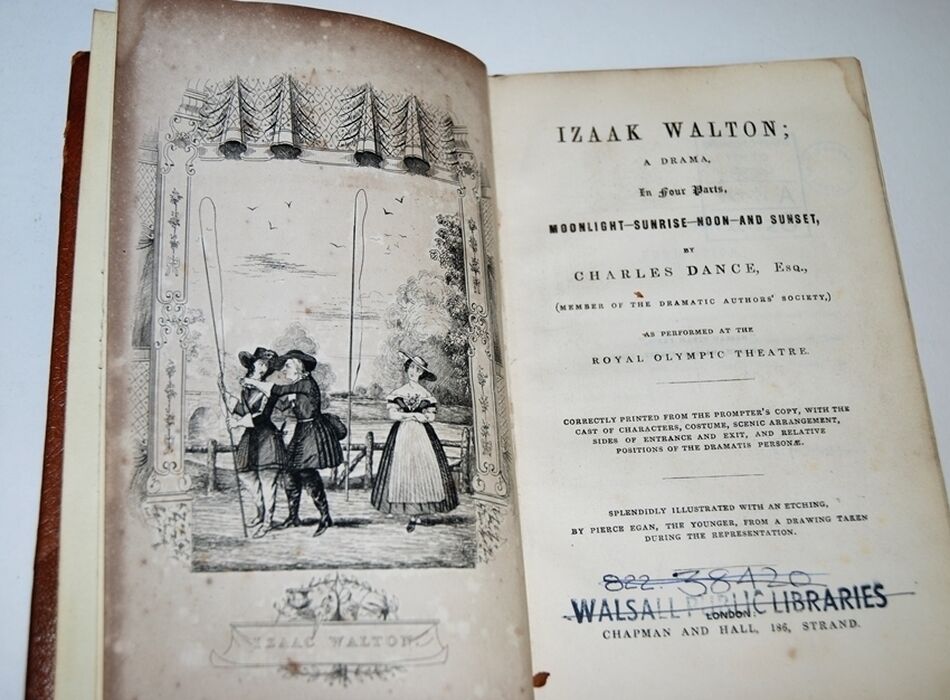 IZAAC WALTON.
IZAAK WALTON;
A DRAMA,
In Four Parts,
MOONLIGHT—SUNRISE—NOON—AND SUNSET,
BY
CHARLES DANCE, Esq.,
(MEMBER OF THE DRAMATIC AUTHORS' SOCIETY,)
AS PERFORMED AT THE
ROYAL OLYMPIC THEATRE.
CORRECTLY PRINTED FROM THE PROMPTER'S COPY, WITH THE
CAST OF CHARACTERS, COSTUME, SCENIC ARRANGEMENT,
SIDES OF ENTRANCE AND EXIT, AND RELATIVE
POSITIONS OF THE DRAMATIS PERSONÆ.
SPLENDIDLY ILLUSTRATED WITH AN ETCHING,
BY PIERCE EGAN, THE YOUNGER, FROM A DRAWING TAKEN
DURING THE REPRESENTATION.
822. 38420
WALSALL PUBLIC LIBRARIES
LONDON:
CHAPMAN AND HALL, 186, STRAND.